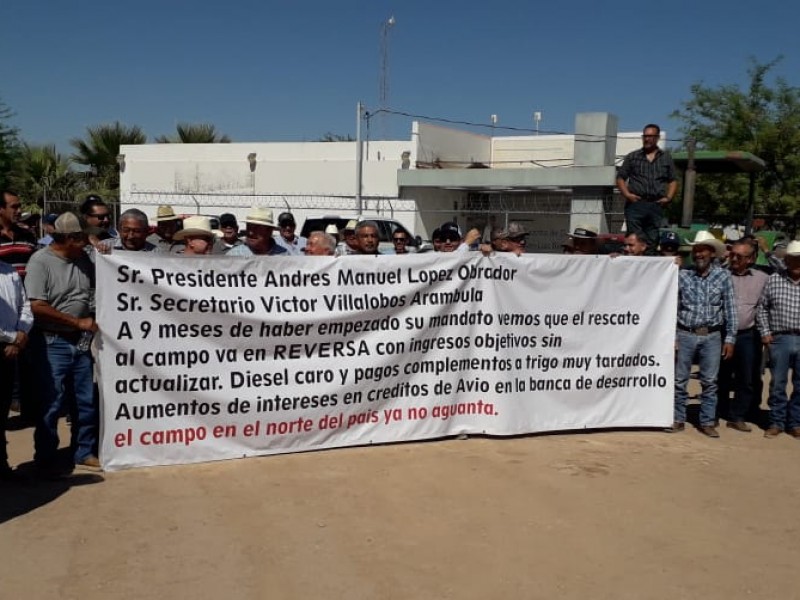 Sr. Presidente Andres Manuel Lopez Obrador
Sr. Secretario Victor Villalobos Arambula
A 9 meses de haber empezado su mandato vemos que el rescate
al campo va en REVERSA con ingresos objetivos sin
actualizar. Diesel caro y pagos complementos a trigo muy tardados.
Aumentos de intereses en creditos de Avio en la banca de desarrollo
el campo en el norte del pais ya no aguanta.